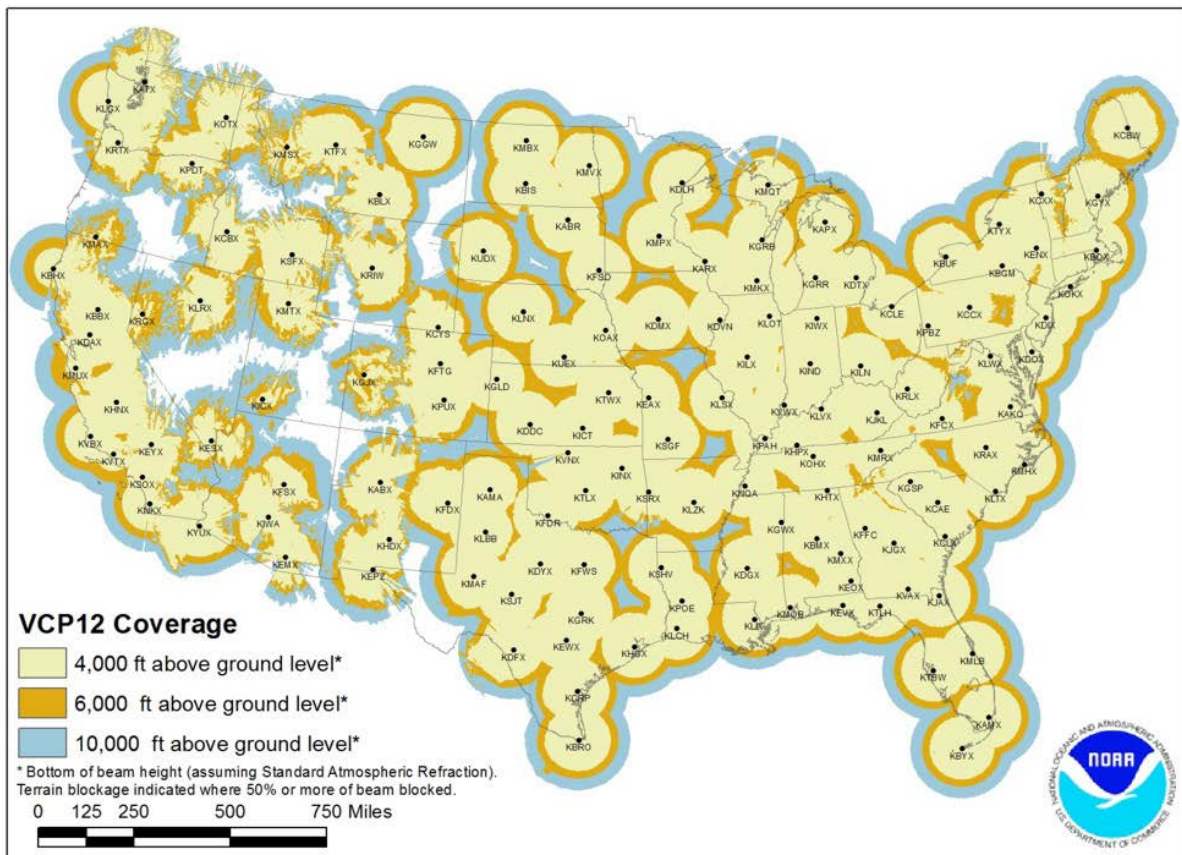 KATX
KLGX
KOTX
KRTX
KPDT
KMSX
KTFX
KGGW
KMBX
KMVX
KBIS
KBLX
KDLH
KMQT
KCBW
KCXX
KGYX
KMAX
KCBX
KABR
KAPX
KTYX
KBHX
KSFX
KRIW
KUDX
KMPX
KGRB
KBUF
KENX
KBOX
KFSD
KARX
KBGM
KBBX
KRGX
KLRX
KMTX
KLNX
KMKX
KGRR
KDTX
KOKX
KDAX
KCYS
KOAX
KDMX
KDVN
KLOT
KIWX
KCLE
KPBZ
KCCX
KDIX
KMUX
KGJX
KFTG
KUEX
KILX
KIND
KILN
KLWX
KDOX
KHNX
KICX
KPUX
KGLD
KTWX
KEAX
KLSX
KVWX
KLVX
KJKL
KRLX
KFCX
KAKQ
KVBX
KEYX
KESX
KDDC
KICT
KSGF
KPAH
KHPX
KOHX
KMRX
KRAX
KMHX
KVTX
KSOX
KNKX
KYUX
KFSX
KIWA
KEMX
KABX
KFDX
KAMA
KVNX
KINX
KTLX
KSRX
KLZK
KNQA
KHTX
KGSP
KCAE
KLTX
KHDX
KEPZ
KLBB
KFDR
KGWX
KBMX
KFFC
KJGX
KMAF
KDYX
KFWS
KSHV
KDGX
KMXX
KEOX
KVAX
KJAX
KSJT
KGRK
KPOE
KLCH
KMOB
KEVX
KTLH
KDFX
KEWX
KHGX
KCRP
KBRO
KTBW
KMLB
KAMX
KBYX
VCP12 Coverage
4,000 ft above ground level*
6,000 ft above ground level*
10,000 ft above ground level*
* Bottom of beam height (assuming Standard Atmospheric Refraction).
Terrain blockage indicated where 50% or more of beam blocked.
0 125 250 500 750 Miles
NATIONAL OCEANIC AND ATMOSPHERIC ADMINISTRATION
NOAA
U.S. DEPARTMENT OF COMMERCE